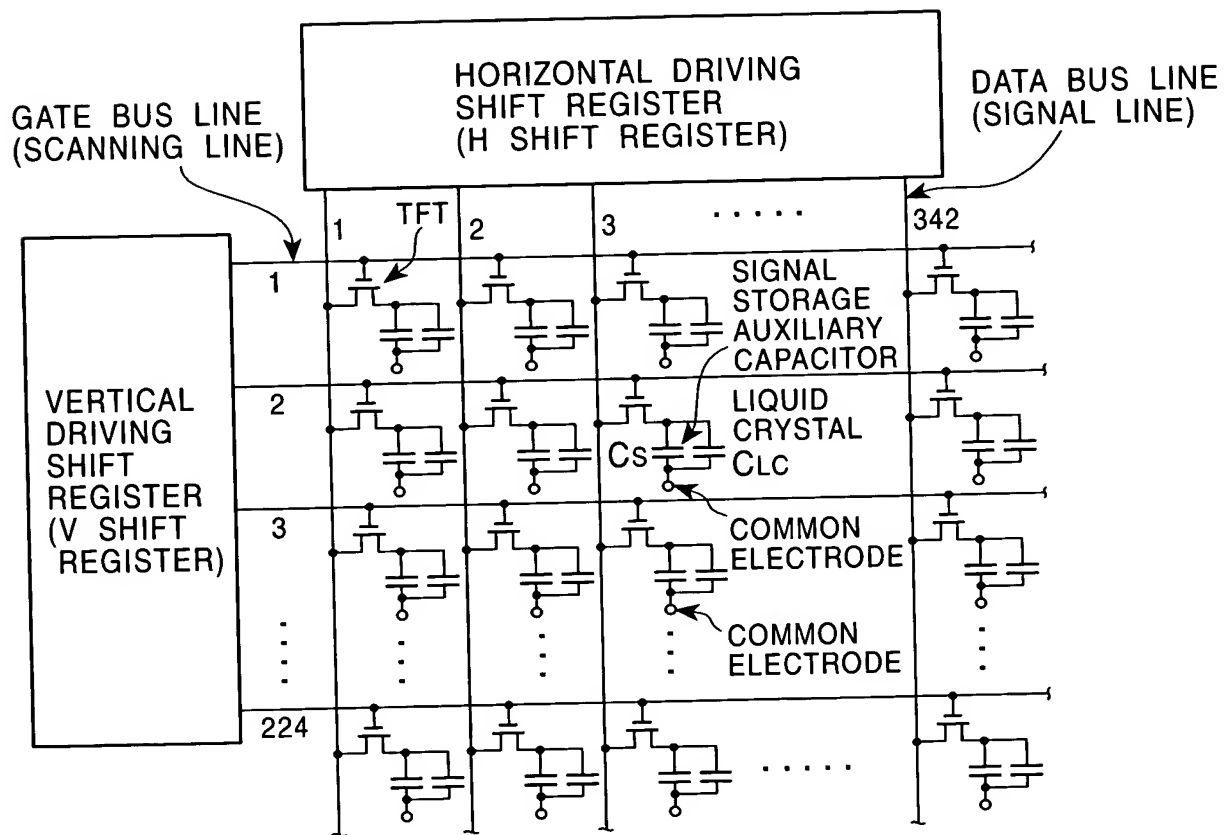 HORIZONTAL DRIVING
SHIFT REGISTER
(H SHIFT REGISTER)
DATA BUS LINE
(SIGNAL LINE)
GATE BUS LINE
(SCANNING LINE)
1
TFT
2
3
.....
342
1
SIGNAL
STORAGE
AUXILIARY
CAPACITOR
VERTICAL
DRIVING
SHIFT
REGISTER
(V SHIFT
REGISTER)
2
LIQUID
CRYSTAL
CLC
CS
3
COMMON
ELECTRODE
COMMON
ELECTRODE
224
.....